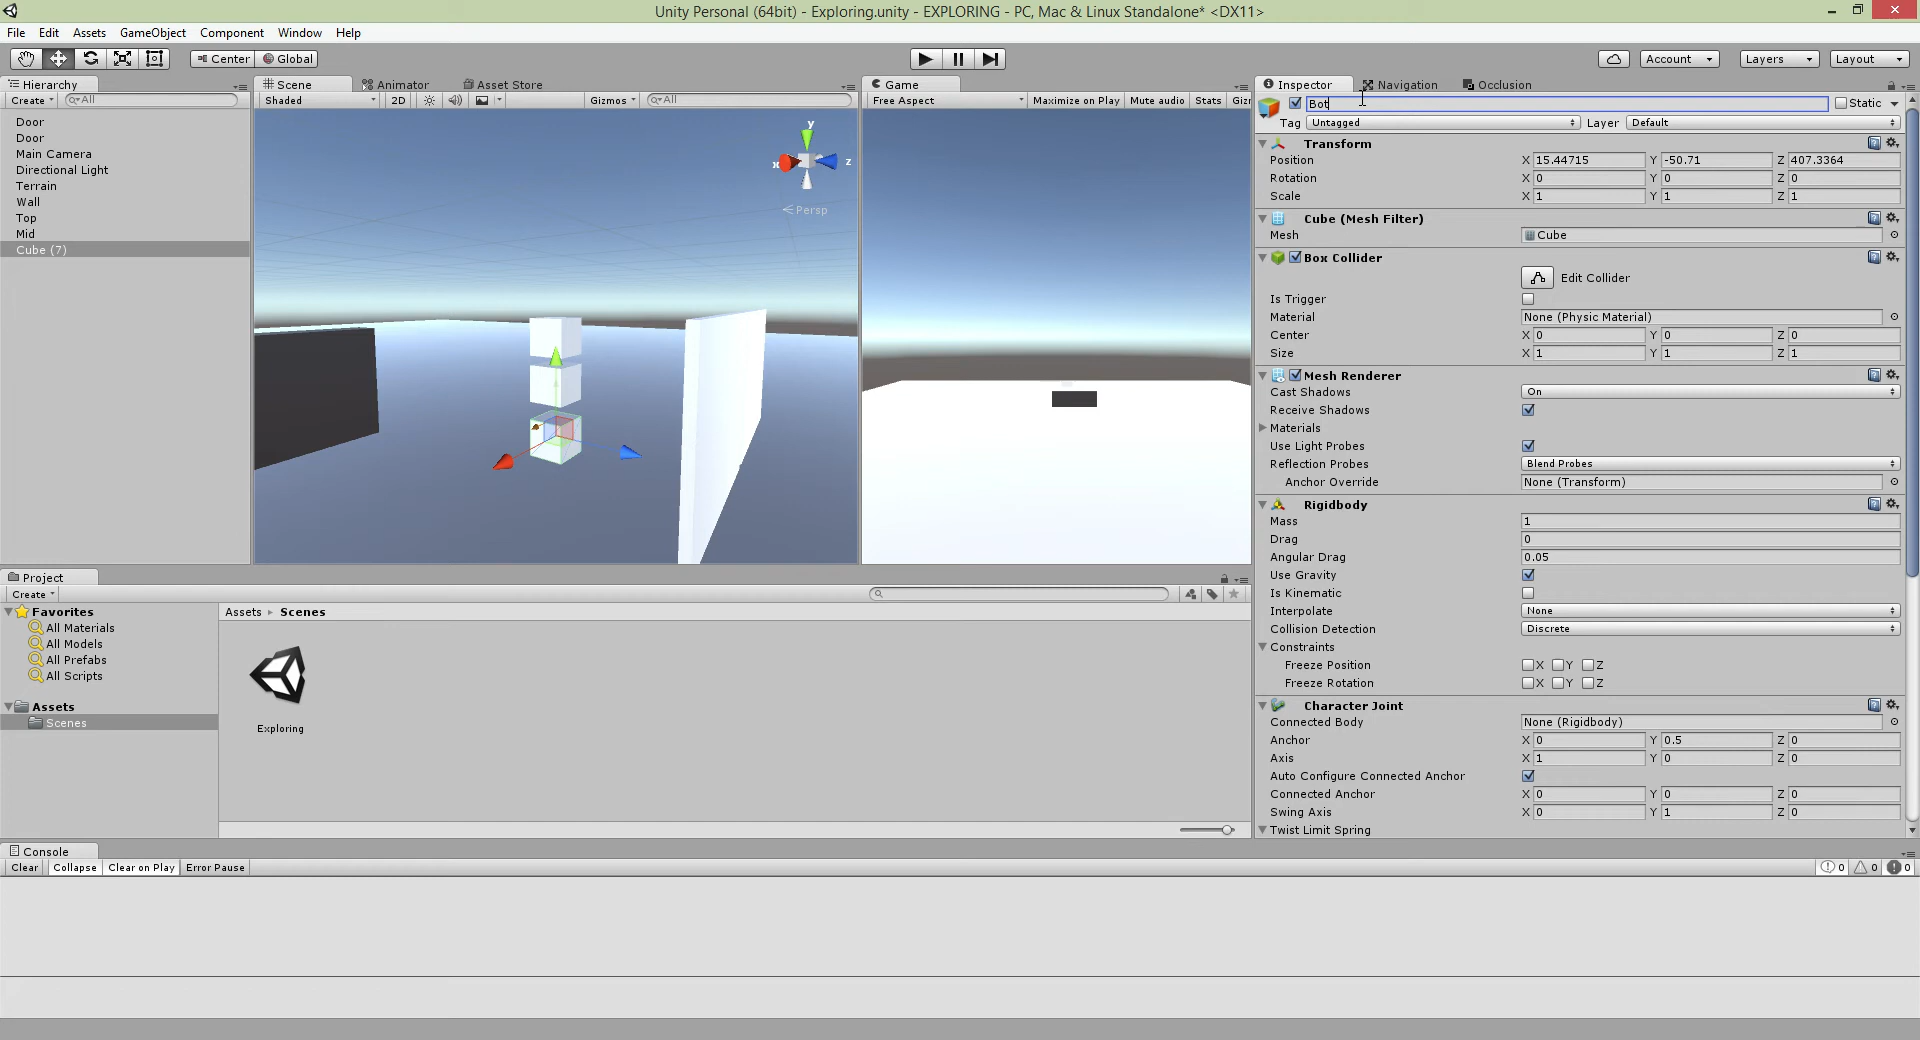 Unity Personal (64bit) - Exploring.unity - EXPLORING - PC, Mac & Linux Standalone* <DX11>
File Edit Assets GameObject Component Window Help
Center Global Account Layers Layout
Hierarchy
Create All
Door
Door
Main Camera
Directional Light
Terrain
Wall
Top
Mid
Cube (7)
Scene Animator Asset Store
Shaded 2D Gizmos All
y
x
z
Persp
Game
Free Aspect Maximize on Play Mute audio Stats Giz
Inspector Navigation Occlusion
Bot Static
Tag Untagged Layer Default
Transform
Position X 15.44715 Y -50.71 Z 407.3364
Rotation X 0 Y 0 Z 0
Scale X 1 Y 1 Z 1
Cube (Mesh Filter)
Mesh Cube
Box Collider
Edit Collider
Is Trigger
Material None (Physic Material)
Center X 0 Y 0 Z 0
Size X 1 Y 1 Z 1
Mesh Renderer
Cast Shadows On
Receive Shadows
Materials
Use Light Probes
Reflection Probes Blend Probes
Anchor Override None (Transform)
Rigidbody
Mass 1
Drag 0
Angular Drag 0.05
Use Gravity
Is Kinematic
Interpolate None
Collision Detection Discrete
Constraints
Freeze Position X Y Z
Freeze Rotation X Y Z
Character Joint
Connected Body None (Rigidbody)
Anchor X 0 Y 0.5 Z 0
Axis X 1 Y 0 Z 0
Auto Configure Connected Anchor
Connected Anchor X 0 Y 0 Z 0
Swing Axis X 0 Y 1 Z 0
Twist Limit Spring
Project
Create
Favorites
All Materials
All Models
All Prefabs
All Scripts
Assets
Scenes
Assets Scenes
Exploring
Console
Clear Collapse Clear on Play Error Pause 0 0 0